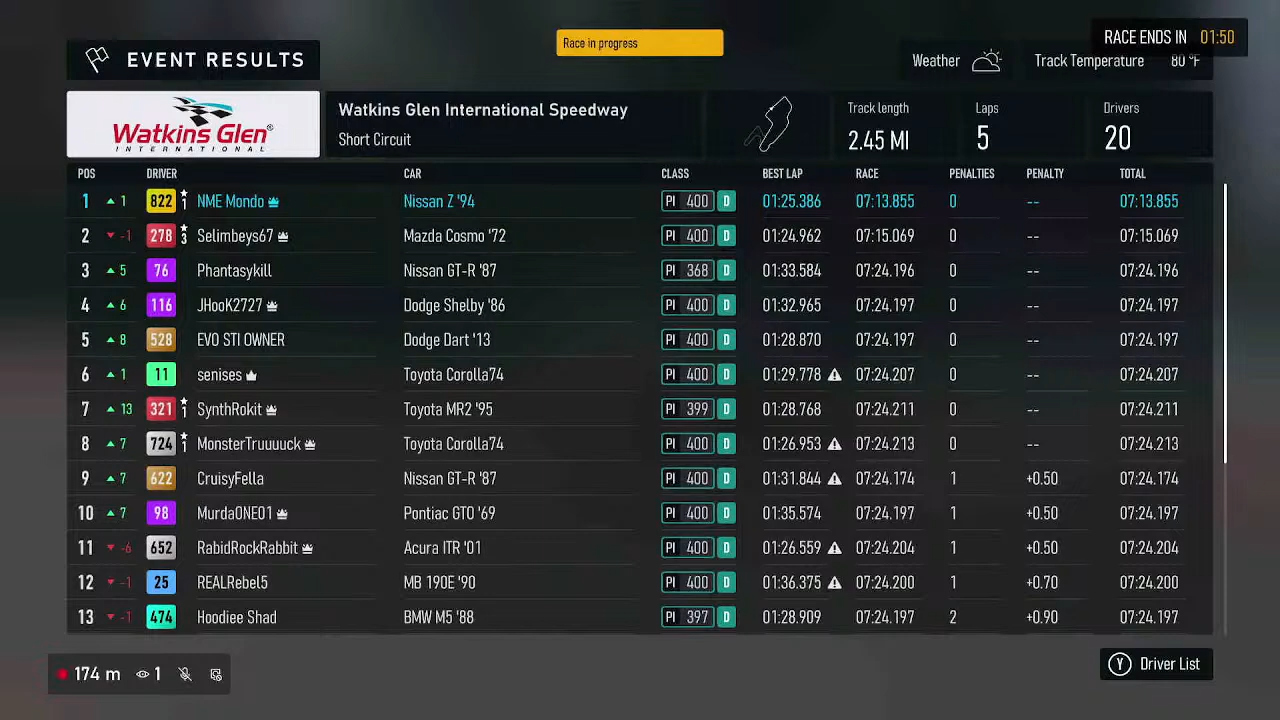 Race in progress
RACE ENDS IN 01:50
EVENT RESULTS
Weather Track Temperature 80 °F
Watkins Glen®
INTERNATIONAL
Watkins Glen International Speedway
Short Circuit
Track length Laps Drivers
2.45 MI 5 20
POS DRIVER CAR CLASS BEST LAP RACE PENALTIES PENALTY TOTAL
1 1 822 1 NME Mondo Nissan Z '94 PI 400 D 01:25.386 07:13.855 0 -- 07:13.855
2 -1 278 3 Selimbeys67 Mazda Cosmo '72 PI 400 D 01:24.962 07:15.069 0 -- 07:15.069
3 5 76 Phantasykill Nissan GT-R '87 PI 368 D 01:33.584 07:24.196 0 -- 07:24.196
4 6 116 JHooK2727 Dodge Shelby '86 PI 400 D 01:32.965 07:24.197 0 -- 07:24.197
5 8 528 EVO STI OWNER Dodge Dart '13 PI 400 D 01:28.870 07:24.197 0 -- 07:24.197
6 1 11 senises Toyota Corolla74 PI 400 D 01:29.778 07:24.207 0 -- 07:24.207
7 13 321 1 SynthRokit Toyota MR2 '95 PI 399 D 01:28.768 07:24.211 0 -- 07:24.211
8 7 724 1 MonsterTruuuuck Toyota Corolla74 PI 400 D 01:26.953 07:24.213 0 -- 07:24.213
9 7 622 CruisyFella Nissan GT-R '87 PI 400 D 01:31.844 07:24.174 1 +0.50 07:24.174
10 7 98 MurdaONE01 Pontiac GTO '69 PI 400 D 01:35.574 07:24.197 1 +0.50 07:24.197
11 -6 652 RabidRockRabbit Acura ITR '01 PI 400 D 01:26.559 07:24.204 1 +0.50 07:24.204
12 -1 25 REALRebel5 MB 190E '90 PI 400 D 01:36.375 07:24.200 1 +0.70 07:24.200
13 -1 474 Hoodiee Shad BMW M5 '88 PI 397 D 01:28.909 07:24.197 2 +0.90 07:24.197
174 m 1
Y Driver List